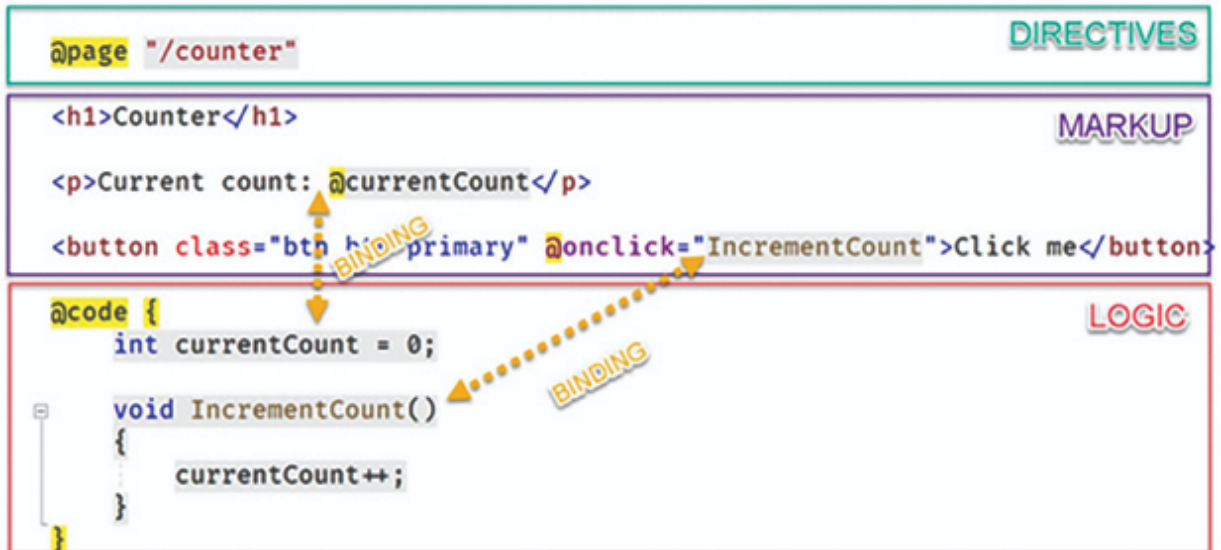 DIRECTIVES
@page "/counter"
MARKUP
<h1>Counter</h1>
<p>Current count: @currentCount</p>
BINDING
<button class="btn primary" @onclick="IncrementCount">Click me</button>
LOGIC
@code {
int currentCount = 0;
BINDING
void IncrementCount()
{
currentCount++;
}
}